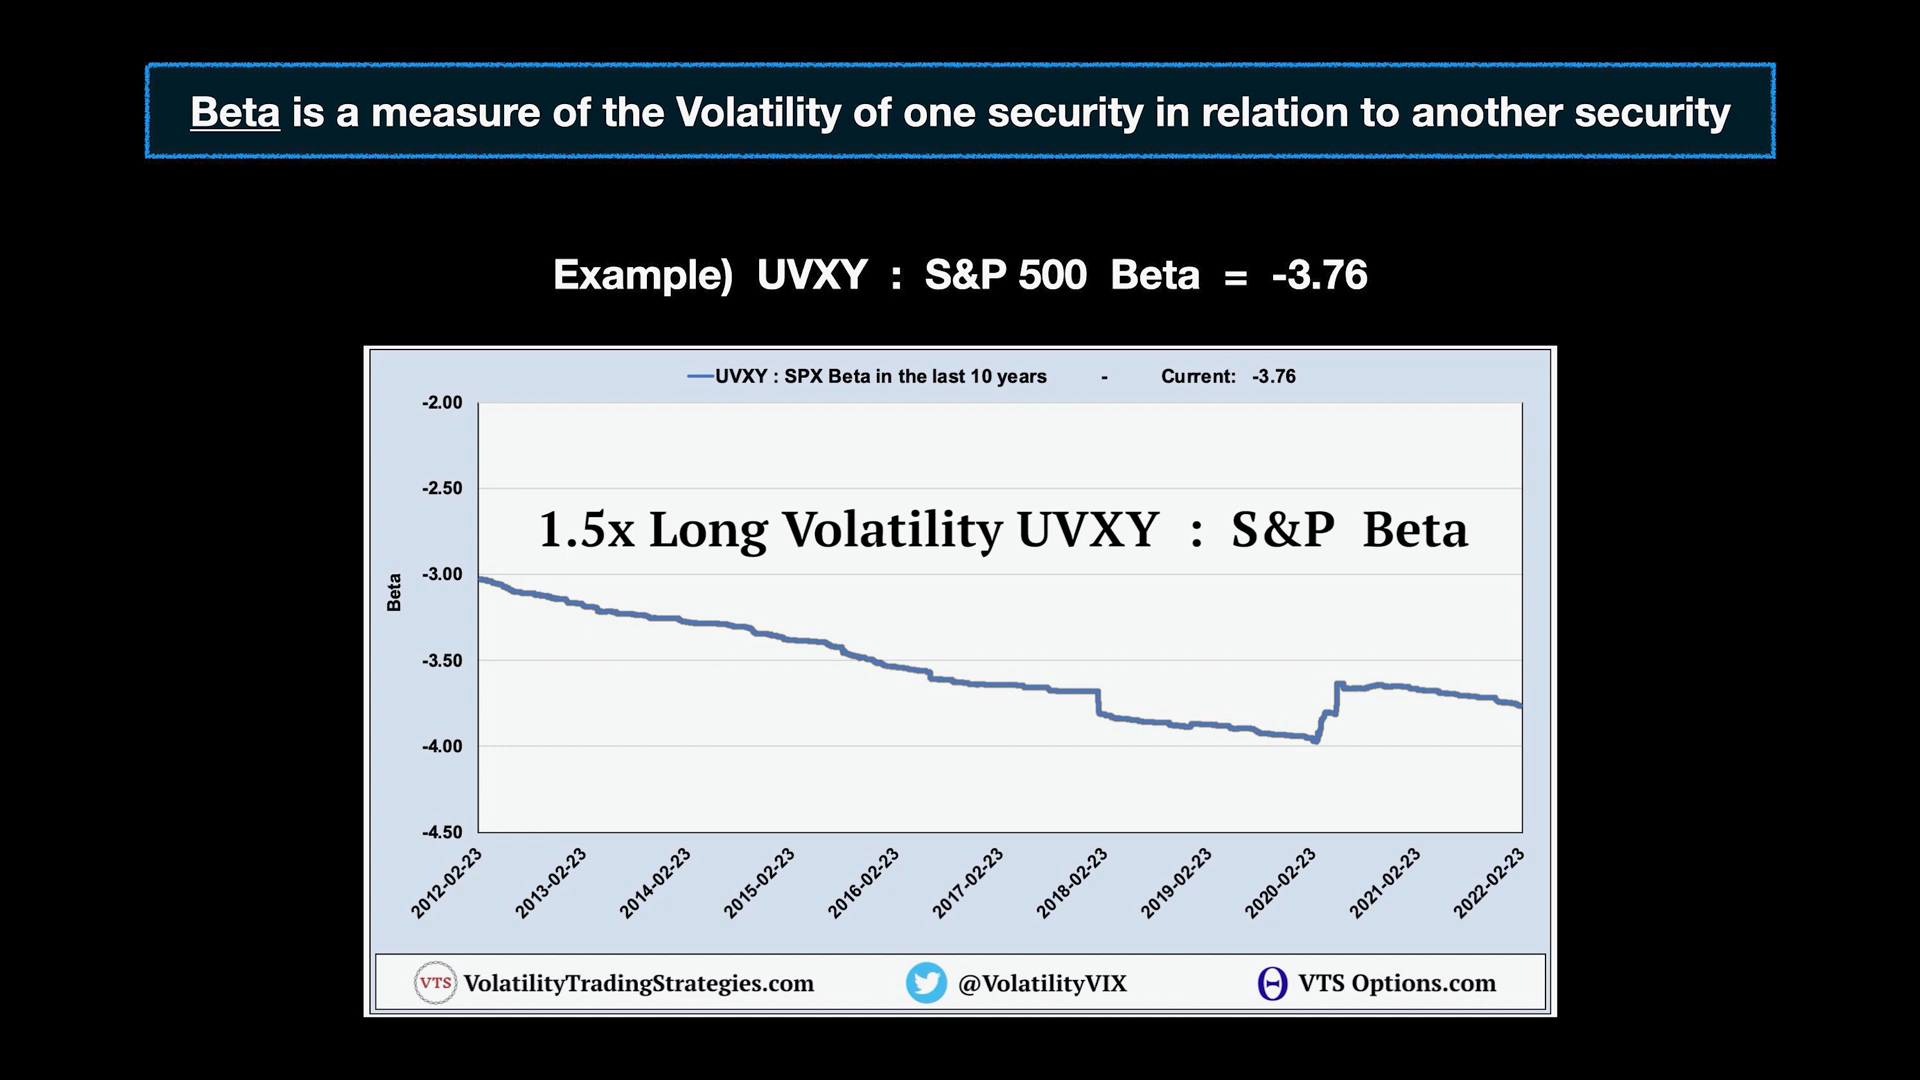 Beta is a measure of the Volatility of one security in relation to another security
Example) UVXY : S&P 500 Beta = -3.76
UVXY : SPX Beta in the last 10 years - Current: -3.76
-2.00
-2.50
1.5x Long Volatility UVXY : S&P Beta
-3.00
Beta
-3.50
-4.00
-4.50
2012-02-23
2013-02-23
2014-02-23
2015-02-23
2016-02-23
2017-02-23
2018-02-23
2019-02-23
2020-02-23
2021-02-23
2022-02-23
VTS VolatilityTradingStrategies.com
@VolatilityVIX
VTS Options.com